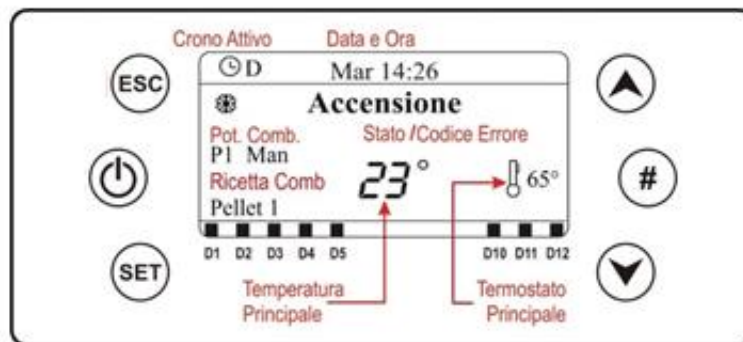 Crono Attivo Data e Ora
ESC
D Mar 14:26
Accensione
Pot. Comb. Stato /Codice Errore
P1 Man
23° 65°
#
Ricetta Comb
Pellet 1
D1 D2 D3 D4 D5 D10 D11 D12
SET
Temperatura Principale
Termostato Principale